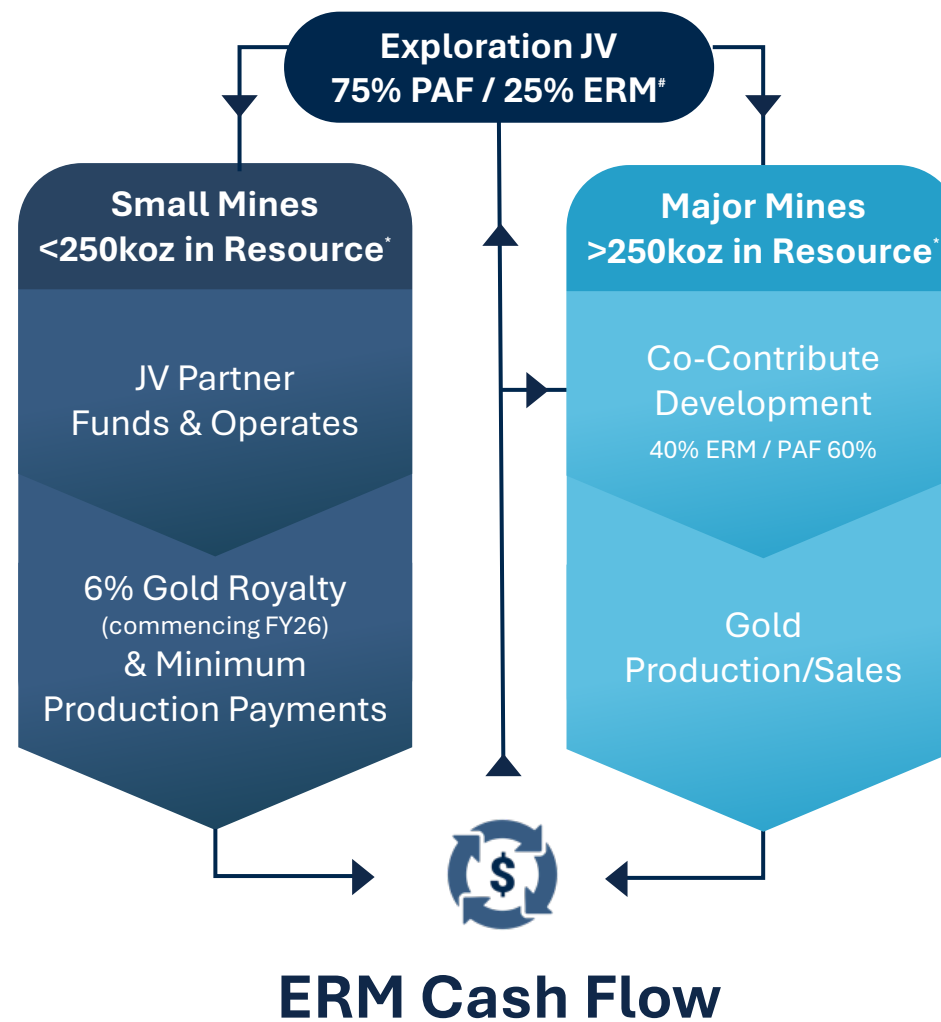 Exploration JV
75% PAF / 25% ERM#
Small Mines
<250koz in Resource*
JV Partner
Funds & Operates
6% Gold Royalty
(commencing FY26)
& Minimum
Production Payments
Major Mines
>250koz in Resource*
Co-Contribute
Development
40% ERM / PAF 60%
Gold
Production/Sales
$
ERM Cash Flow